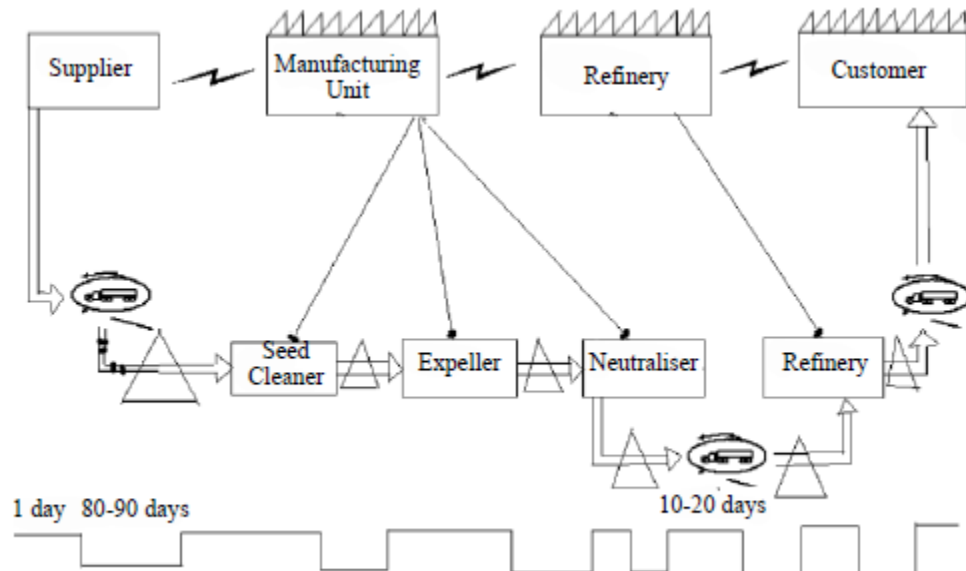 Supplier
Manufacturing
Unit
Refinery
Customer
Seed
Cleaner
Expeller
Neutraliser
Refinery
1 day 80-90 days
10-20 days